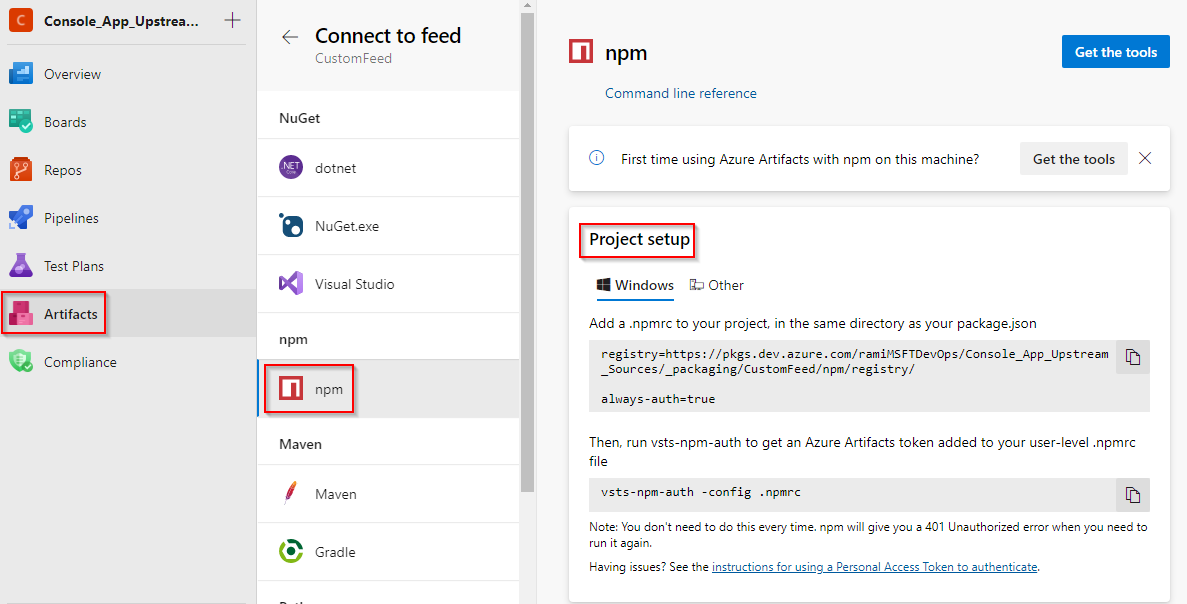 C
Console_App_Upstrea...
Overview
Boards
Repos
Pipelines
Test Plans
Artifacts
Compliance
Connect to feed
CustomFeed
NuGet
.NET
Core
dotnet
NuGet.exe
Visual Studio
npm
npm
Maven
Maven
Gradle
npm
Get the tools
Command line reference
First time using Azure Artifacts with npm on this machine?
Get the tools
Project setup
Windows
Other
Add a .npmrc to your project, in the same directory as your package.json
registry=https://pkgs.dev.azure.com/ramiMSFTDevOps/Console_App_Upstream
_Sources/_packaging/CustomFeed/npm/registry/
always-auth=true
Then, run vsts-npm-auth to get an Azure Artifacts token added to your user-level .npmrc
file
vsts-npm-auth -config .npmrc
Note: You don't need to do this every time. npm will give you a 401 Unauthorized error when you need to
run it again.
Having issues? See the instructions for using a Personal Access Token to authenticate.